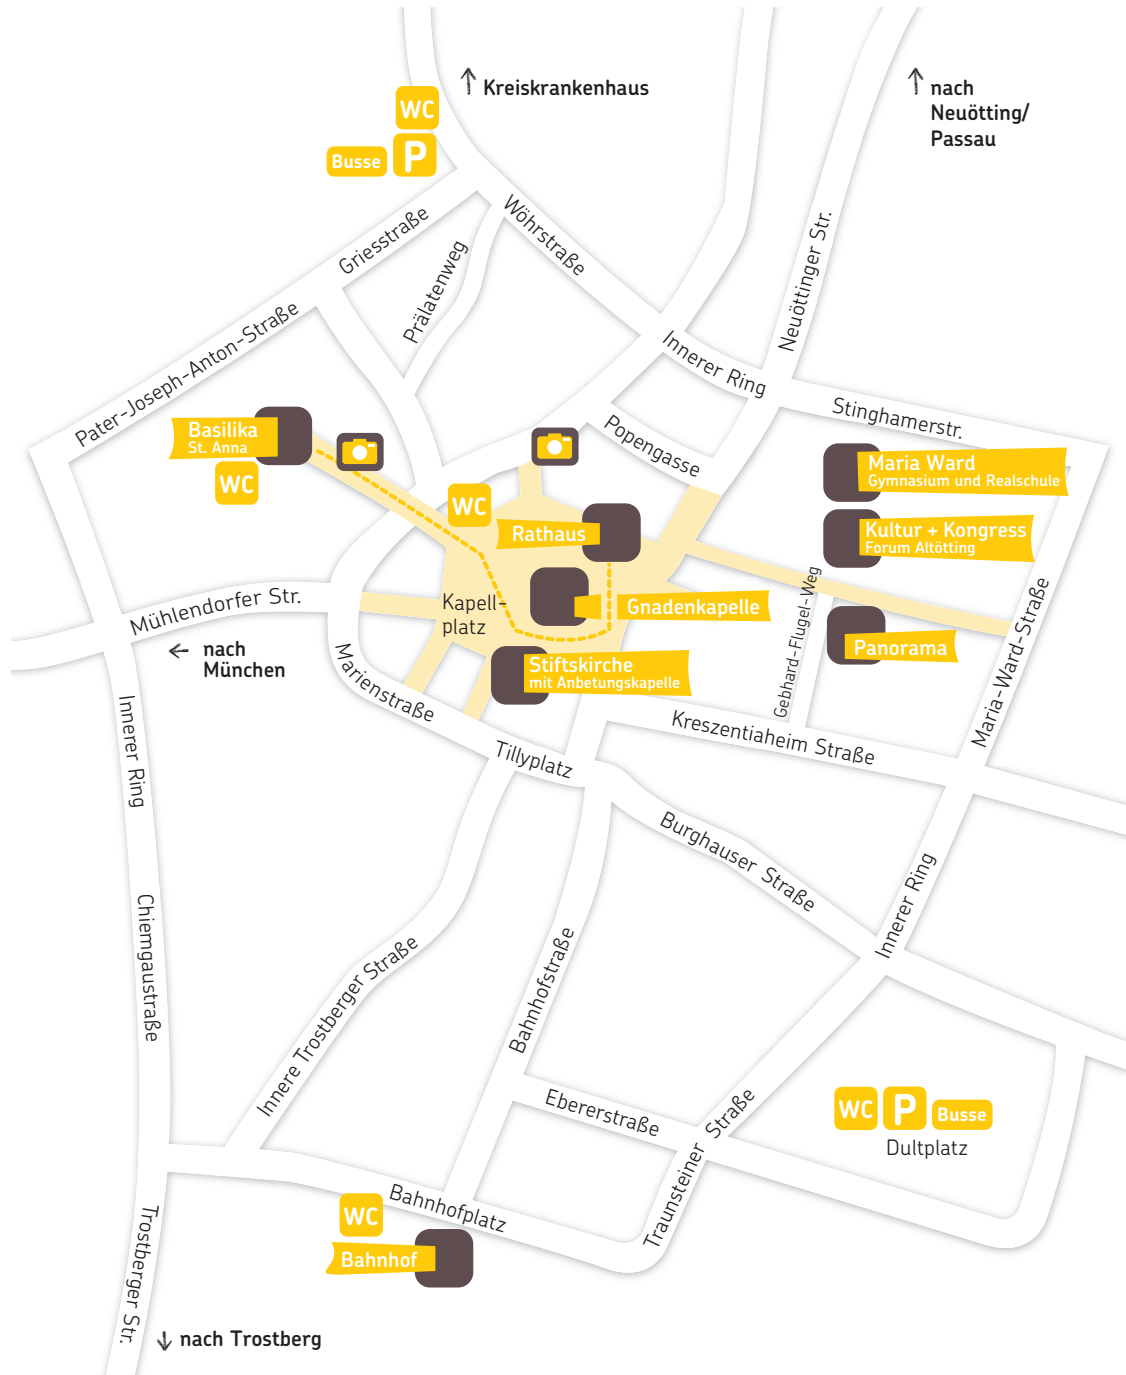 Kreiskrankenhaus
nach
Neuötting/
Passau
WC
Busse
P
Griesstraße
Wöhrstraße
Prälatenweg
Neuöttinger Str.
Pater-Joseph-Anton-Straße
Innerer Ring
Stinghamerstr.
Popengasse
Basilika
St. Anna
WC
WC
Rathaus
Maria Ward
Gymnasium und Realschule
Kultur + Kongress
Forum Altötting
Kapell-
platz
Gnadenkapelle
Gebhard-Flugel-Weg
Maria-Ward-Straße
Mühlendorfer Str.
nach
München
Stiftskirche
mit Anbetungskapelle
Panorama
Marienstraße
Kreszentiaheim Straße
Innerer Ring
Tillyplatz
Burghauser Straße
Innerer Ring
Chiemgaustraße
Innere Trostberger Straße
Bahnhofstraße
Ebererstraße
Traunsteiner Straße
WC
P
Busse
Dultplatz
Bahnhofplatz
WC
Bahnhof
Trostberger Str.
nach Trostberg